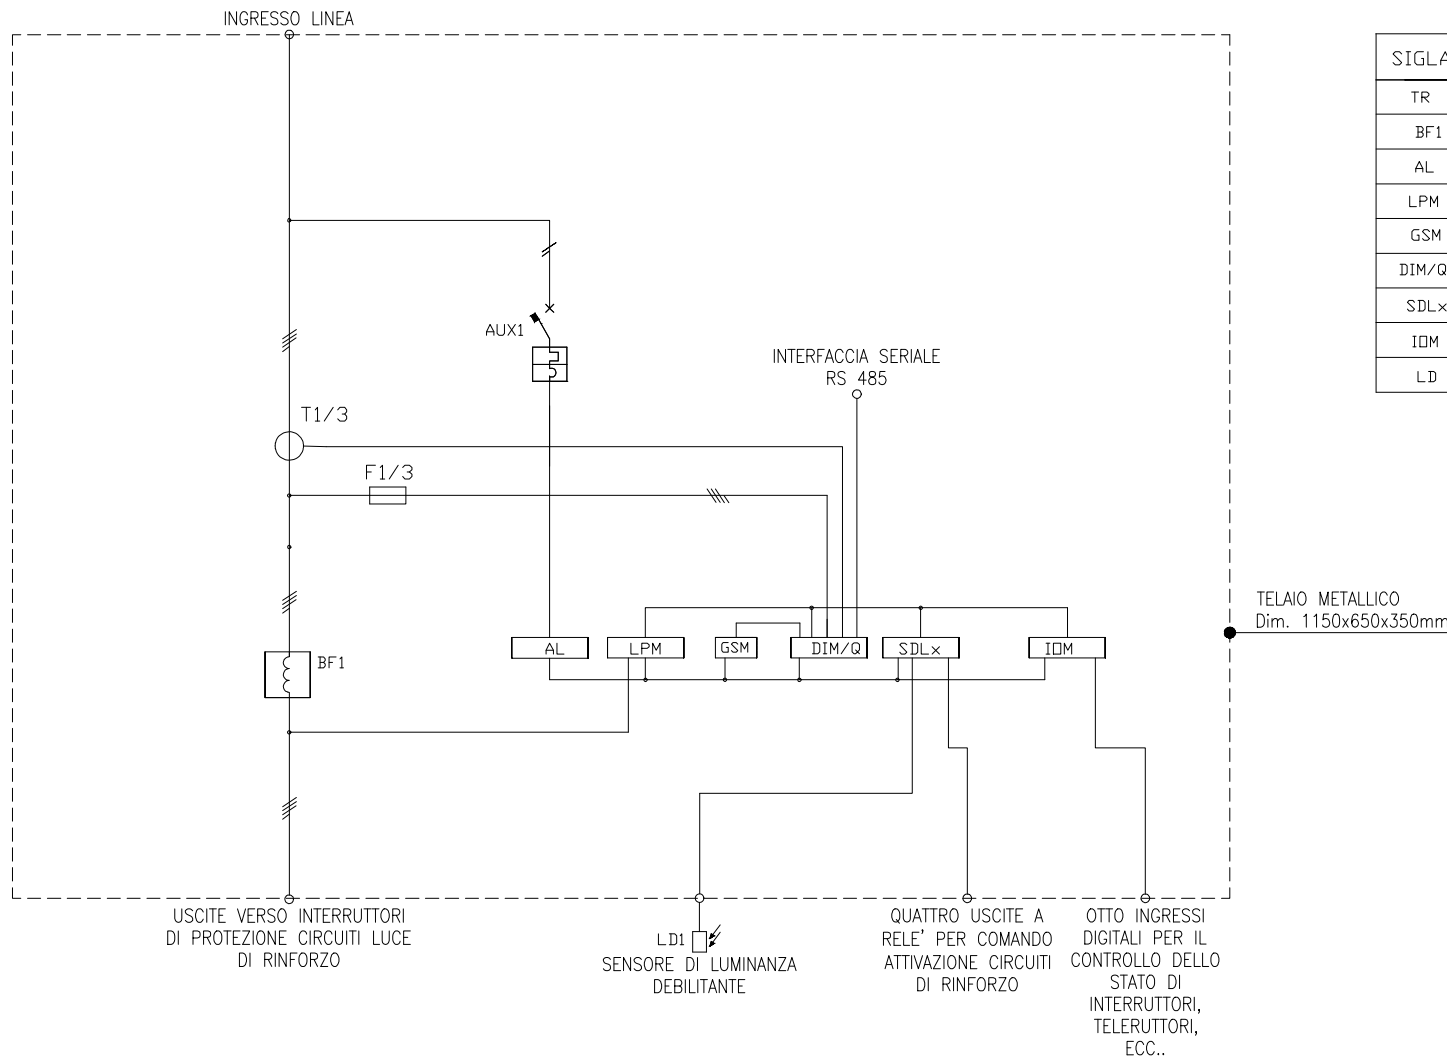 INGRESSO LINEA
SIGLA
TR
BF1
AL
LPM
GSM
DIM/Q
SDLx
IOM
LD
AUX1
INTERFACCIA SERIALE
RS 485
T1/3
F1/3
TELAIO METALLICO
Dim. 1150x650x350mm
AL
LPM
GSM
DIM/Q
SDLx
IOM
BF1
USCITE VERSO INTERRUTTORI
DI PROTEZIONE CIRCUITI LUCE
DI RINFORZO
LD1
SENSORE DI LUMINANZA
DEBILITANTE
QUATTRO USCITE A
RELE' PER COMANDO
ATTIVAZIONE CIRCUITI
DI RINFORZO
OTTO INGRESSI
DIGITALI PER IL
CONTROLLO DELLO
STATO DI
INTERRUTTORI,
TELERUTTORI,
ECC..